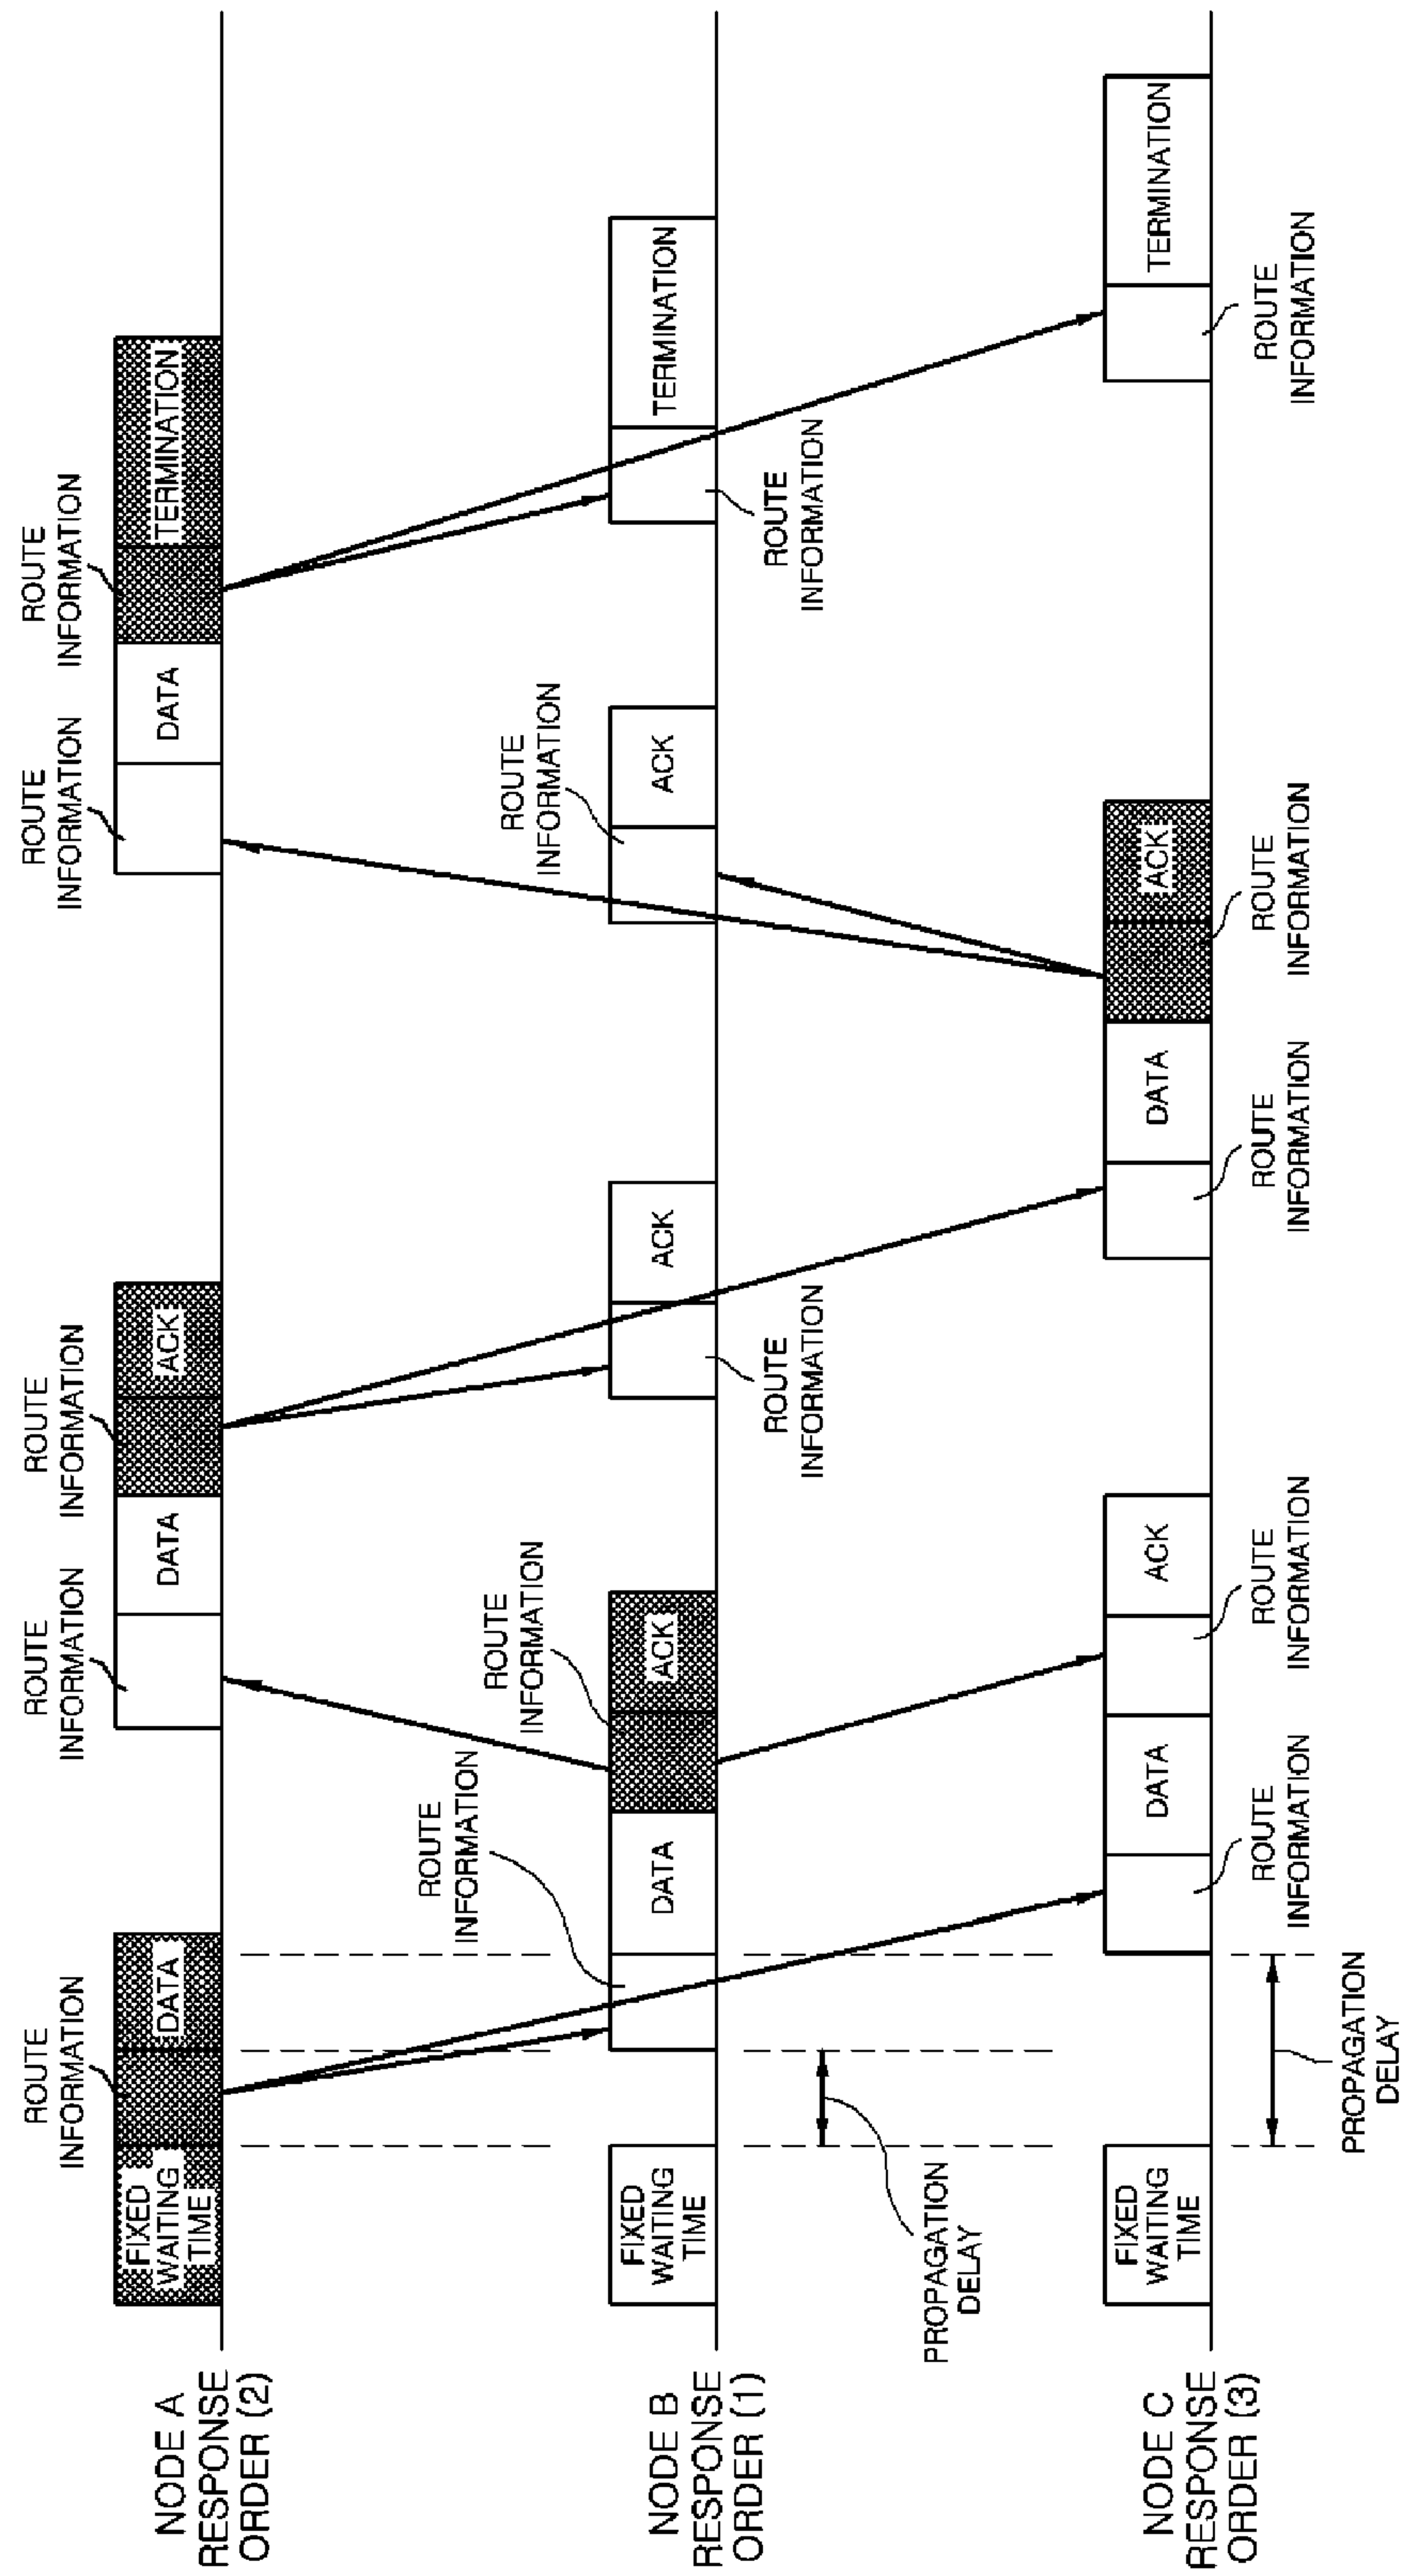 NODE A
RESPONSE
ORDER (2)
FIXED
WAITING
TIME
ROUTE
INFORMATION
DATA
ROUTE
INFORMATION
DATA
ROUTE
INFORMATION
ACK
ROUTE
INFORMATION
DATA
ROUTE
INFORMATION
TERMINATION
NODE B
RESPONSE
ORDER (1)
FIXED
WAITING
TIME
PROPAGATION
DELAY
ROUTE
INFORMATION
DATA
ROUTE
INFORMATION
ACK
ROUTE
INFORMATION
ACK
ROUTE
INFORMATION
ACK
ROUTE
INFORMATION
TERMINATION
NODE C
RESPONSE
ORDER (3)
FIXED
WAITING
TIME
PROPAGATION
DELAY
ROUTE
INFORMATION
DATA
ROUTE
INFORMATION
ACK
ROUTE
INFORMATION
DATA
ROUTE
INFORMATION
ACK
ROUTE
INFORMATION
TERMINATION